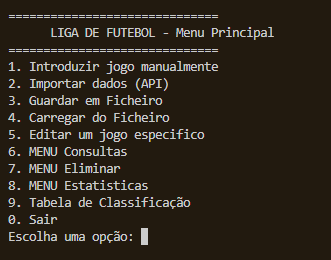 ==============================
LIGA DE FUTEBOL - Menu Principal
==============================
1. Introduzir jogo manualmente
2. Importar dados (API)
3. Guardar em Ficheiro
4. Carregar do Ficheiro
5. Editar um jogo especifico
6. MENU Consultas
7. MENU Eliminar
8. MENU Estatisticas
9. Tabela de Classificação
0. Sair
Escolha uma opção: